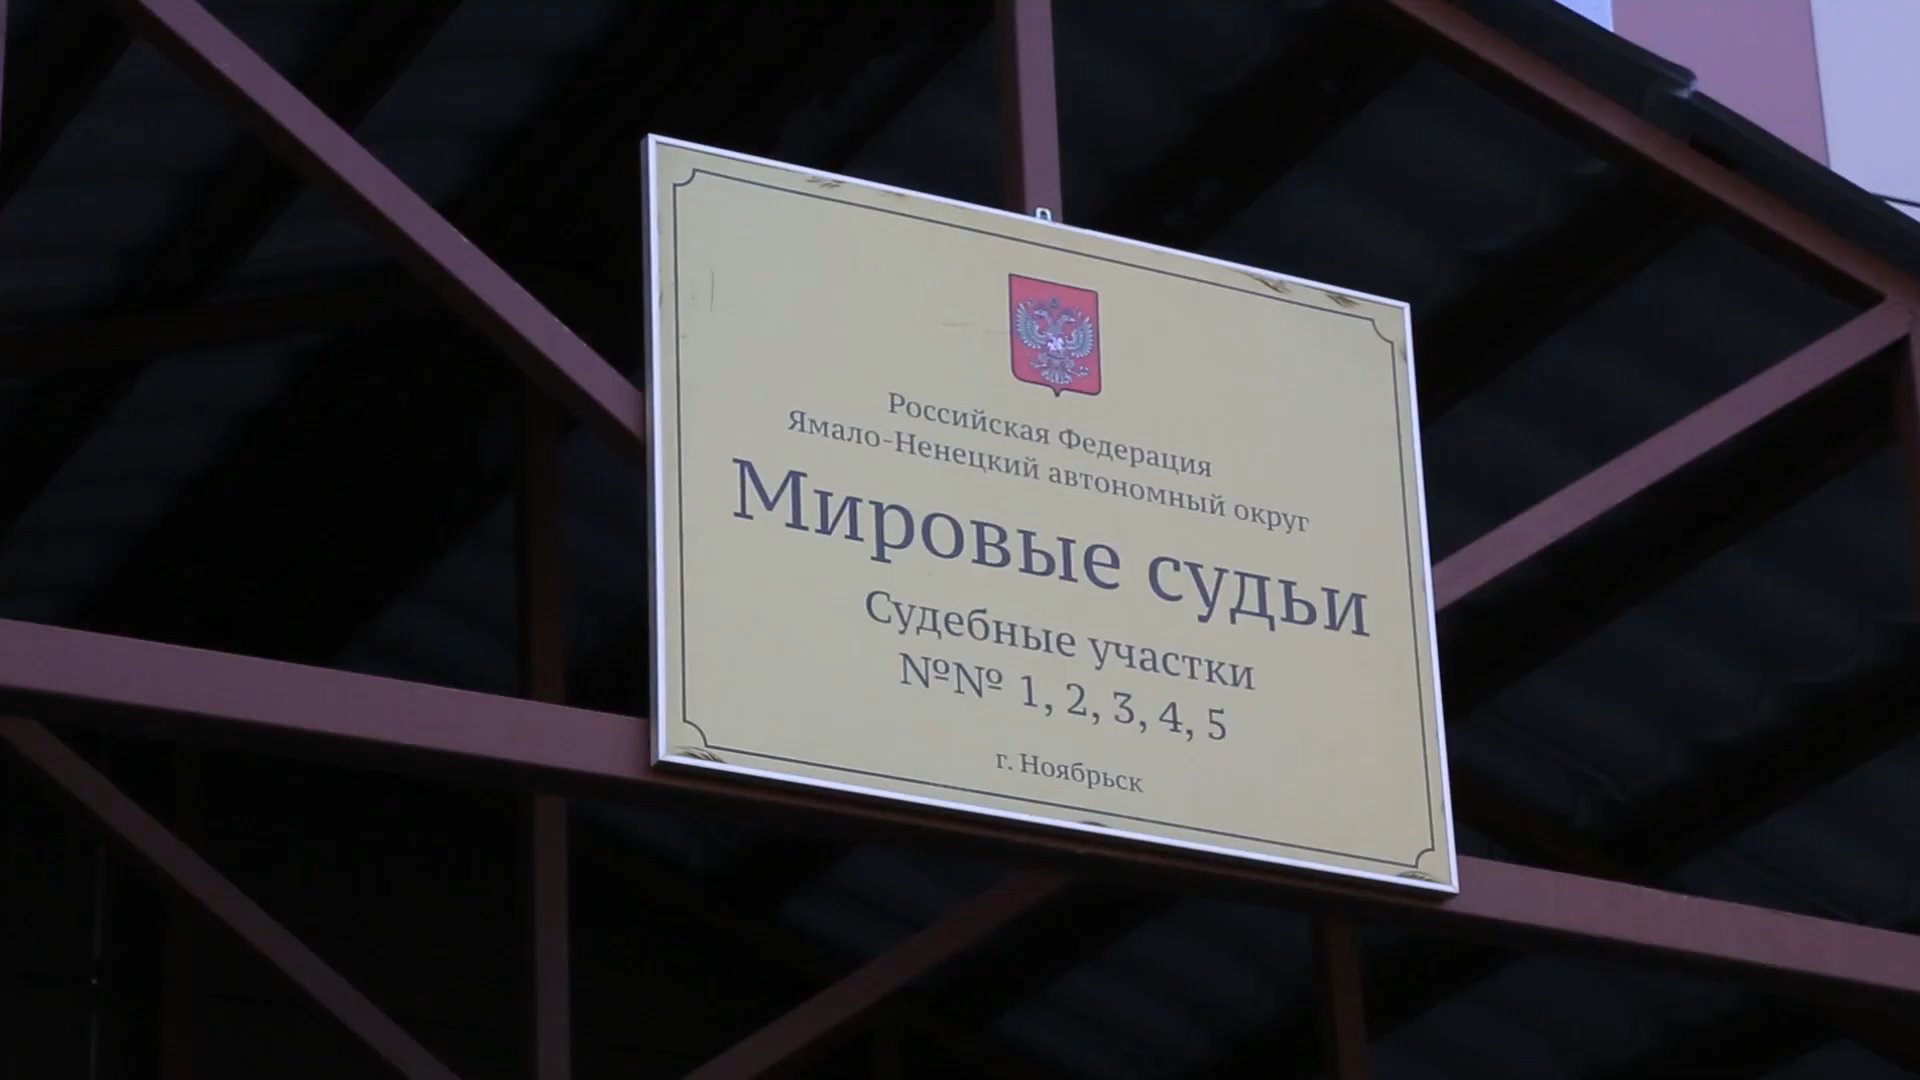 Российская Федерация
Ямало-Ненецкий автономный округ
Мировые судьи
Судебные участки
№№ 1, 2, 3, 4, 5
г. Ноябрьск